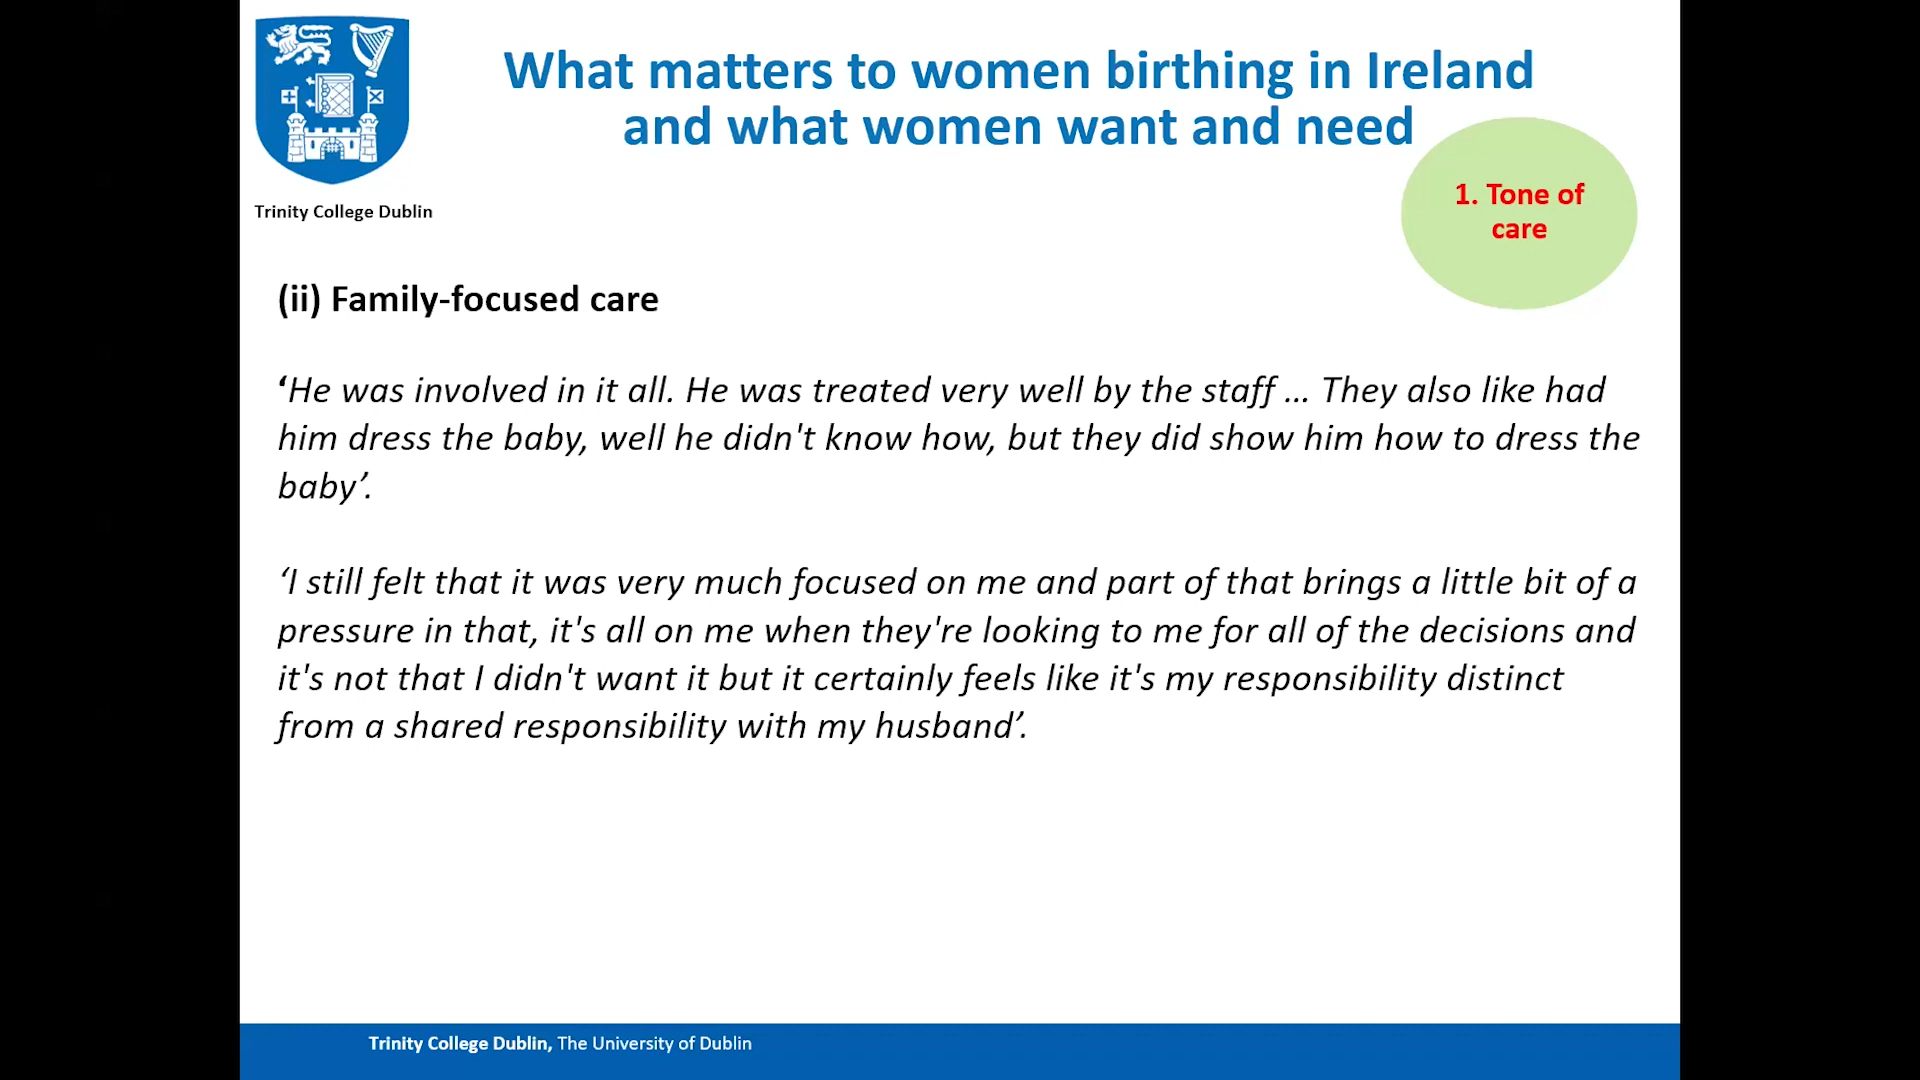 What matters to women birthing in Ireland
and what women want and need
1. Tone of
care
Trinity College Dublin
(ii) Family-focused care
‘He was involved in it all. He was treated very well by the staff … They also like had
him dress the baby, well he didn't know how, but they did show him how to dress the
baby’.
‘I still felt that it was very much focused on me and part of that brings a little bit of a
pressure in that, it's all on me when they're looking to me for all of the decisions and
it's not that I didn't want it but it certainly feels like it's my responsibility distinct
from a shared responsibility with my husband’.
Trinity College Dublin, The University of Dublin